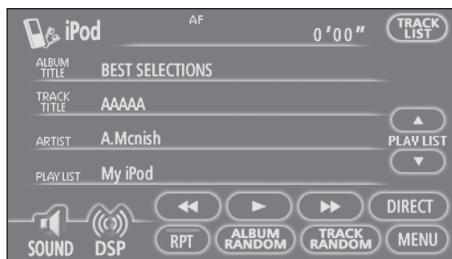 iPod AF 0'00" TRACK LIST
ALBUM TITLE BEST SELECTIONS
TRACK TITLE AAAAA
ARTIST A.Mcnish
PLAY LIST
PLAY LIST My iPod
DIRECT
SOUND DSP RPT ALBUM RANDOM TRACK RANDOM MENU